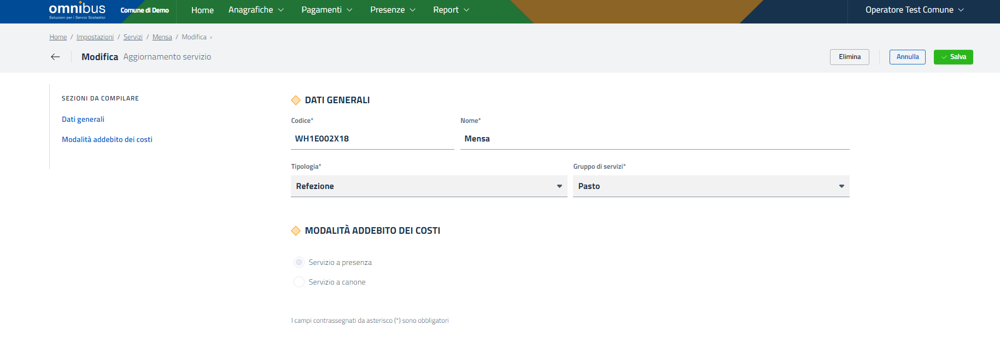 omnibus
Soluzioni per i Servizi Scolastici
Comune di Demo
Home
Anagrafiche
Pagamenti
Presenze
Report
Operatore Test Comune
Home / Impostazioni / Servizi / Mensa / Modifica ›
Modifica Aggiornamento servizio
Elimina
Annulla
Salva
SEZIONI DA COMPILARE
Dati generali
Modalità addebito dei costi
DATI GENERALI
Codice*
Nome*
WH1E002X18
Mensa
Tipologia*
Gruppo di servizi*
Refezione
Pasto
MODALITÀ ADDEBITO DEI COSTI
Servizio a presenza
Servizio a canone
I campi contrassegnati da asterisco (*) sono obbligatori